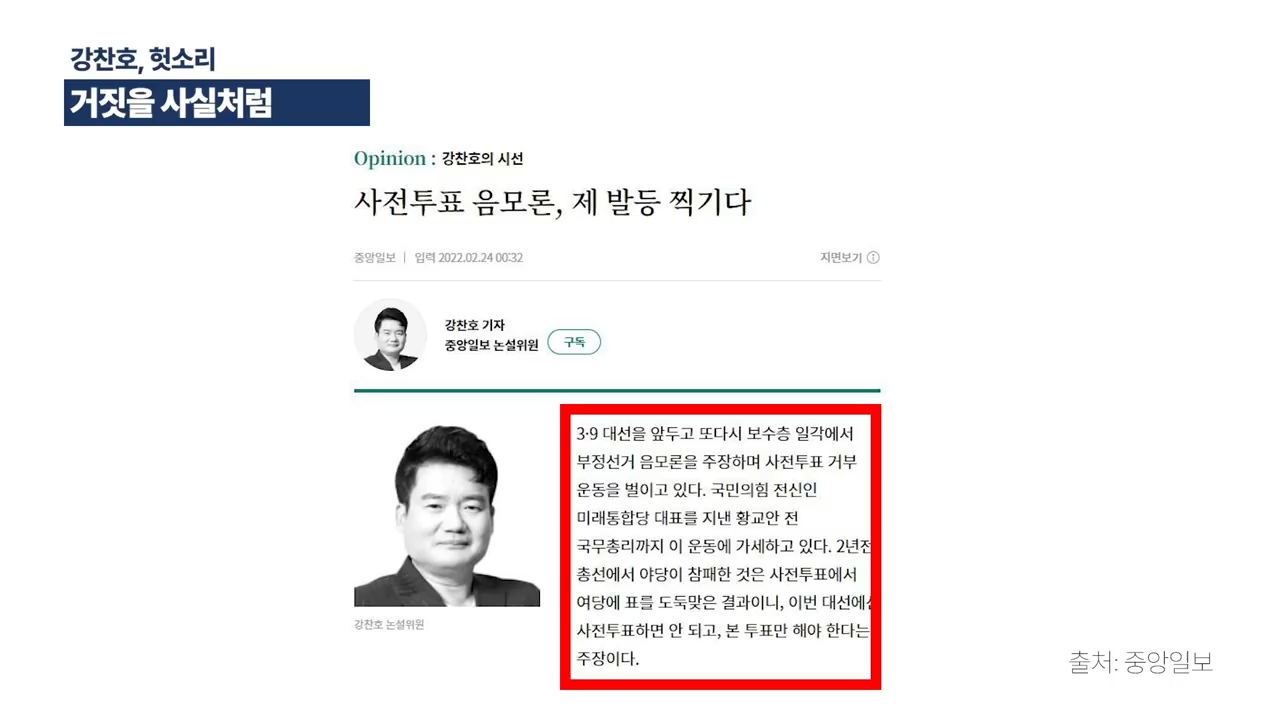 강찬호, 헛소리
거짓을 사실처럼
Opinion : 강찬호의 시선
사전투표 음모론, 제 발등 찍기다
중앙일보 | 입력 2022.02.24 00:32
지면보기
강찬호 기자
중앙일보 논설위원
구독
3·9 대선을 앞두고 또다시 보수층 일각에서
부정선거 음모론을 주장하며 사전투표 거부
운동을 벌이고 있다. 국민의힘 전신인
미래통합당 대표를 지낸 황교안 전
국무총리까지 이 운동에 가세하고 있다. 2년전
총선에서 야당이 참패한 것은 사전투표에서
여당에 표를 도둑맞은 결과이니, 이번 대선에선
사전투표하면 안 되고, 본 투표만 해야 한다는
주장이다.
강찬호 논설위원
출처: 중앙일보